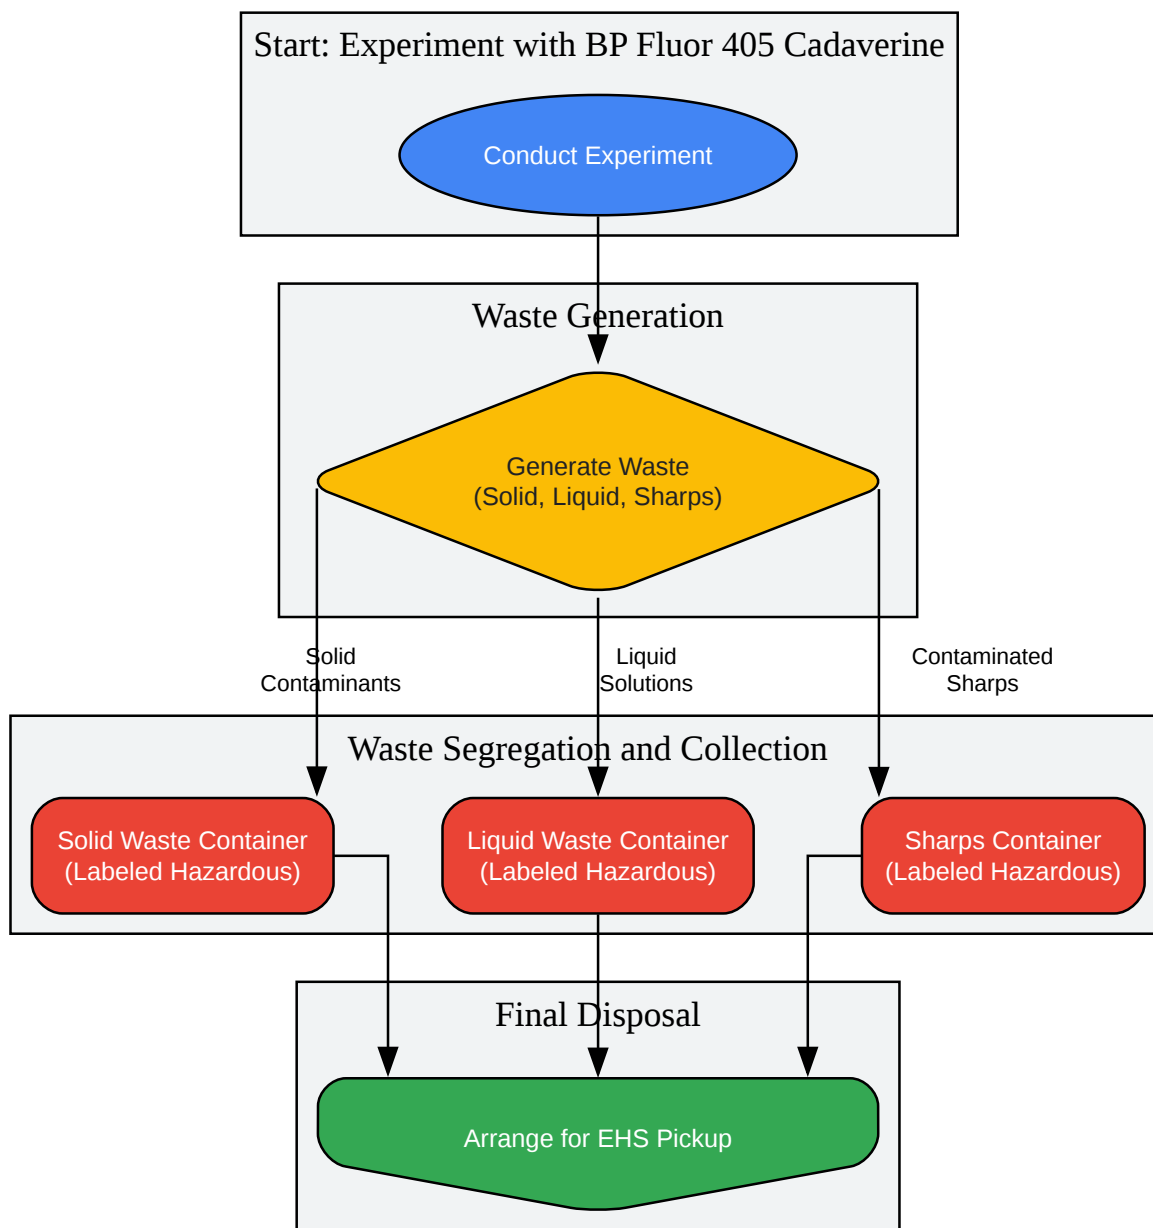 Start: Experiment with BP Fluor 405 Cadaverine
Conduct Experiment
Waste Generation
Generate Waste
(Solid, Liquid, Sharps)
Solid
Contaminants
Liquid
Solutions
Contaminated
Sharps
Waste Segregation and Collection
Solid Waste Container
(Labeled Hazardous)
Liquid Waste Container
(Labeled Hazardous)
Sharps Container
(Labeled Hazardous)
Final Disposal
Arrange for EHS Pickup